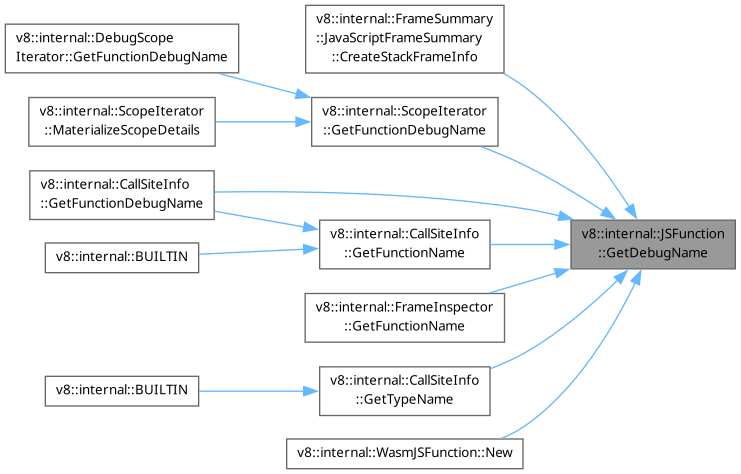 v8::internal::FrameSummary
::JavaScriptFrameSummary
::CreateStackFrameInfo
v8::internal::DebugScope
Iterator::GetFunctionDebugName
v8::internal::ScopeIterator
::MaterializeScopeDetails
v8::internal::ScopeIterator
::GetFunctionDebugName
v8::internal::CallSiteInfo
::GetFunctionDebugName
v8::internal::CallSiteInfo
::GetFunctionName
v8::internal::JSFunction
::GetDebugName
v8::internal::BUILTIN
v8::internal::FrameInspector
::GetFunctionName
v8::internal::BUILTIN
v8::internal::CallSiteInfo
::GetTypeName
v8::internal::WasmJSFunction::New